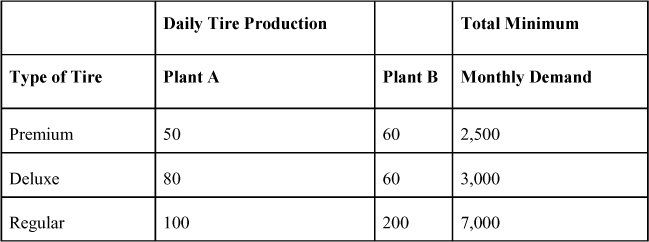 Daily Tire Production Total Minimum
Type of Tire Plant A Plant B Monthly Demand
Premium 50 60 2,500
Deluxe 80 60 3,000
Regular 100 200 7,000